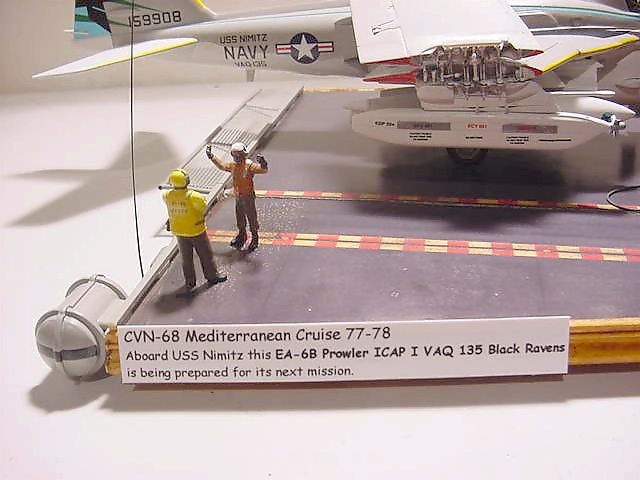 159908
USS NIMITZ
NAVY
VAQ 135
CVN-68 Mediterranean Cruise 77-78
Aboard USS Nimitz this EA-6B Prowler ICAP I VAQ 135 Black Ravens
is being prepared for its next mission.